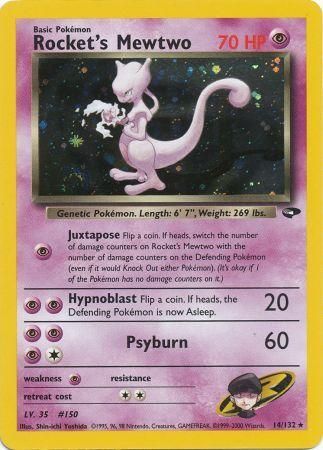 Basic Pokémon
Rocket's Mewtwo 70 HP
Genetic Pokémon. Length: 6' 7", Weight: 269 lbs.
Juxtapose Flip a coin. If heads, switch the
number of damage counters on Rocket's Mewtwo with the
number of damage counters on the Defending Pokémon
(even if it would Knock Out either Pokémon). (It's okay if 1
of the Pokémon has no damage counters on it.)
Hypnoblast Flip a coin. If heads, the
Defending Pokémon is now Asleep.
20
Psyburn 60
weakness resistance
retreat cost
LV. 35 #150
Illus. Shin-ichi Yoshida ©1995, 96, 98 Nintendo, Creatures, GAMEFREAK. ©1999-2000 Wizards. 14/132 ★